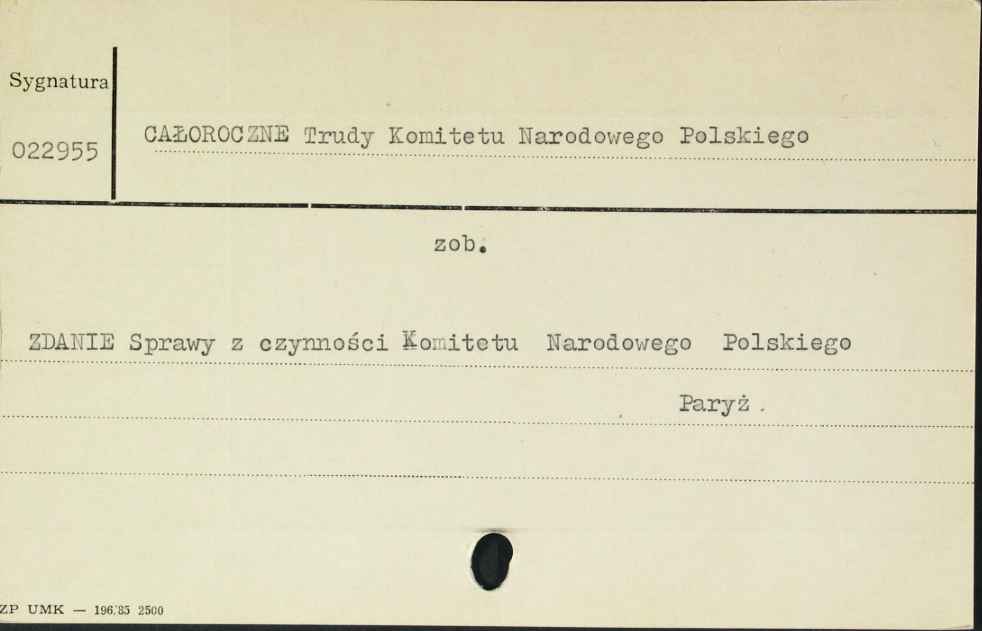 Sygnatura
022955
CAŁOROCZNE Trudy Komitetu Narodowego Polskiego
zob.
ZDANIE Sprawy z czynności Komitetu Narodowego Polskiego
Paryż.
ZP UMK — 196/85 2500